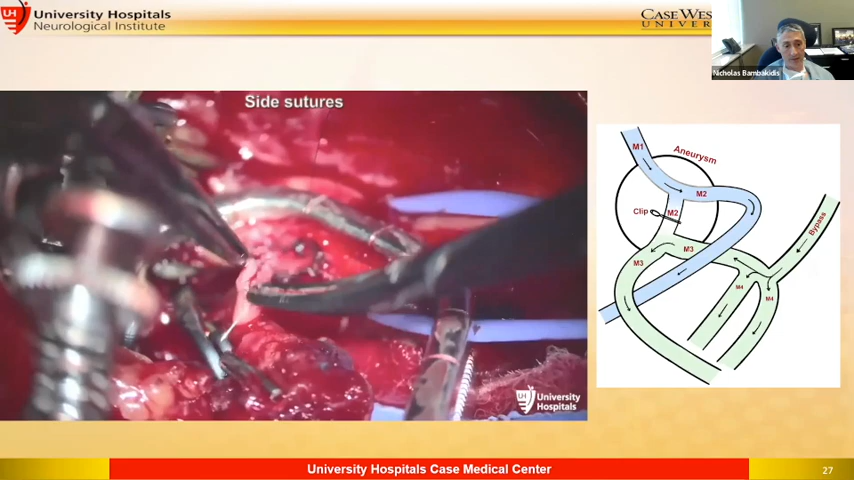 University Hospitals
Neurological Institute
CASE WES
UNIVER
Nicholas Bambakidis
Side sutures
M1
Aneurysm
M2
Clip
M2
Bypass
M3
M3
M4
M4
UH
University
Hospitals
University Hospitals Case Medical Center
27